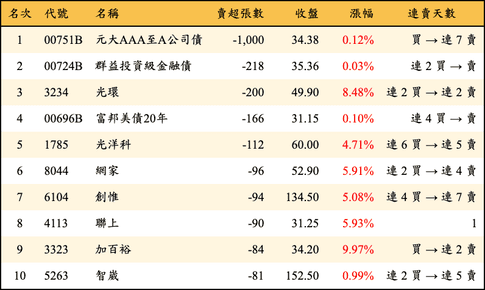 名次 代號 名稱 賣超張數 收盤 漲幅 連賣天數
1 00751B 元大AAA至A公司債 -1,000 34.38 0.12% 買 → 連 7 賣
2 00724B 群益投資級金融債 -218 35.36 0.03% 連 2 買 → 賣
3 3234 光環 -200 49.90 8.48% 連 2 買 → 連 2 賣
4 00696B 富邦美債20年 -166 31.15 0.10% 連 4 買 → 賣
5 1785 光洋科 -112 60.00 4.71% 連 6 買 → 連 5 賣
6 8044 網家 -96 52.90 5.91% 連 2 買 → 連 4 賣
7 6104 創惟 -94 134.50 5.08% 連 4 買 → 連 7 賣
8 4113 聯上 -90 31.25 5.93% 1
9 3323 加百裕 -84 34.20 9.97% 買 → 連 2 賣
10 5263 智崴 -81 152.50 0.99% 連 2 買 → 連 5 賣